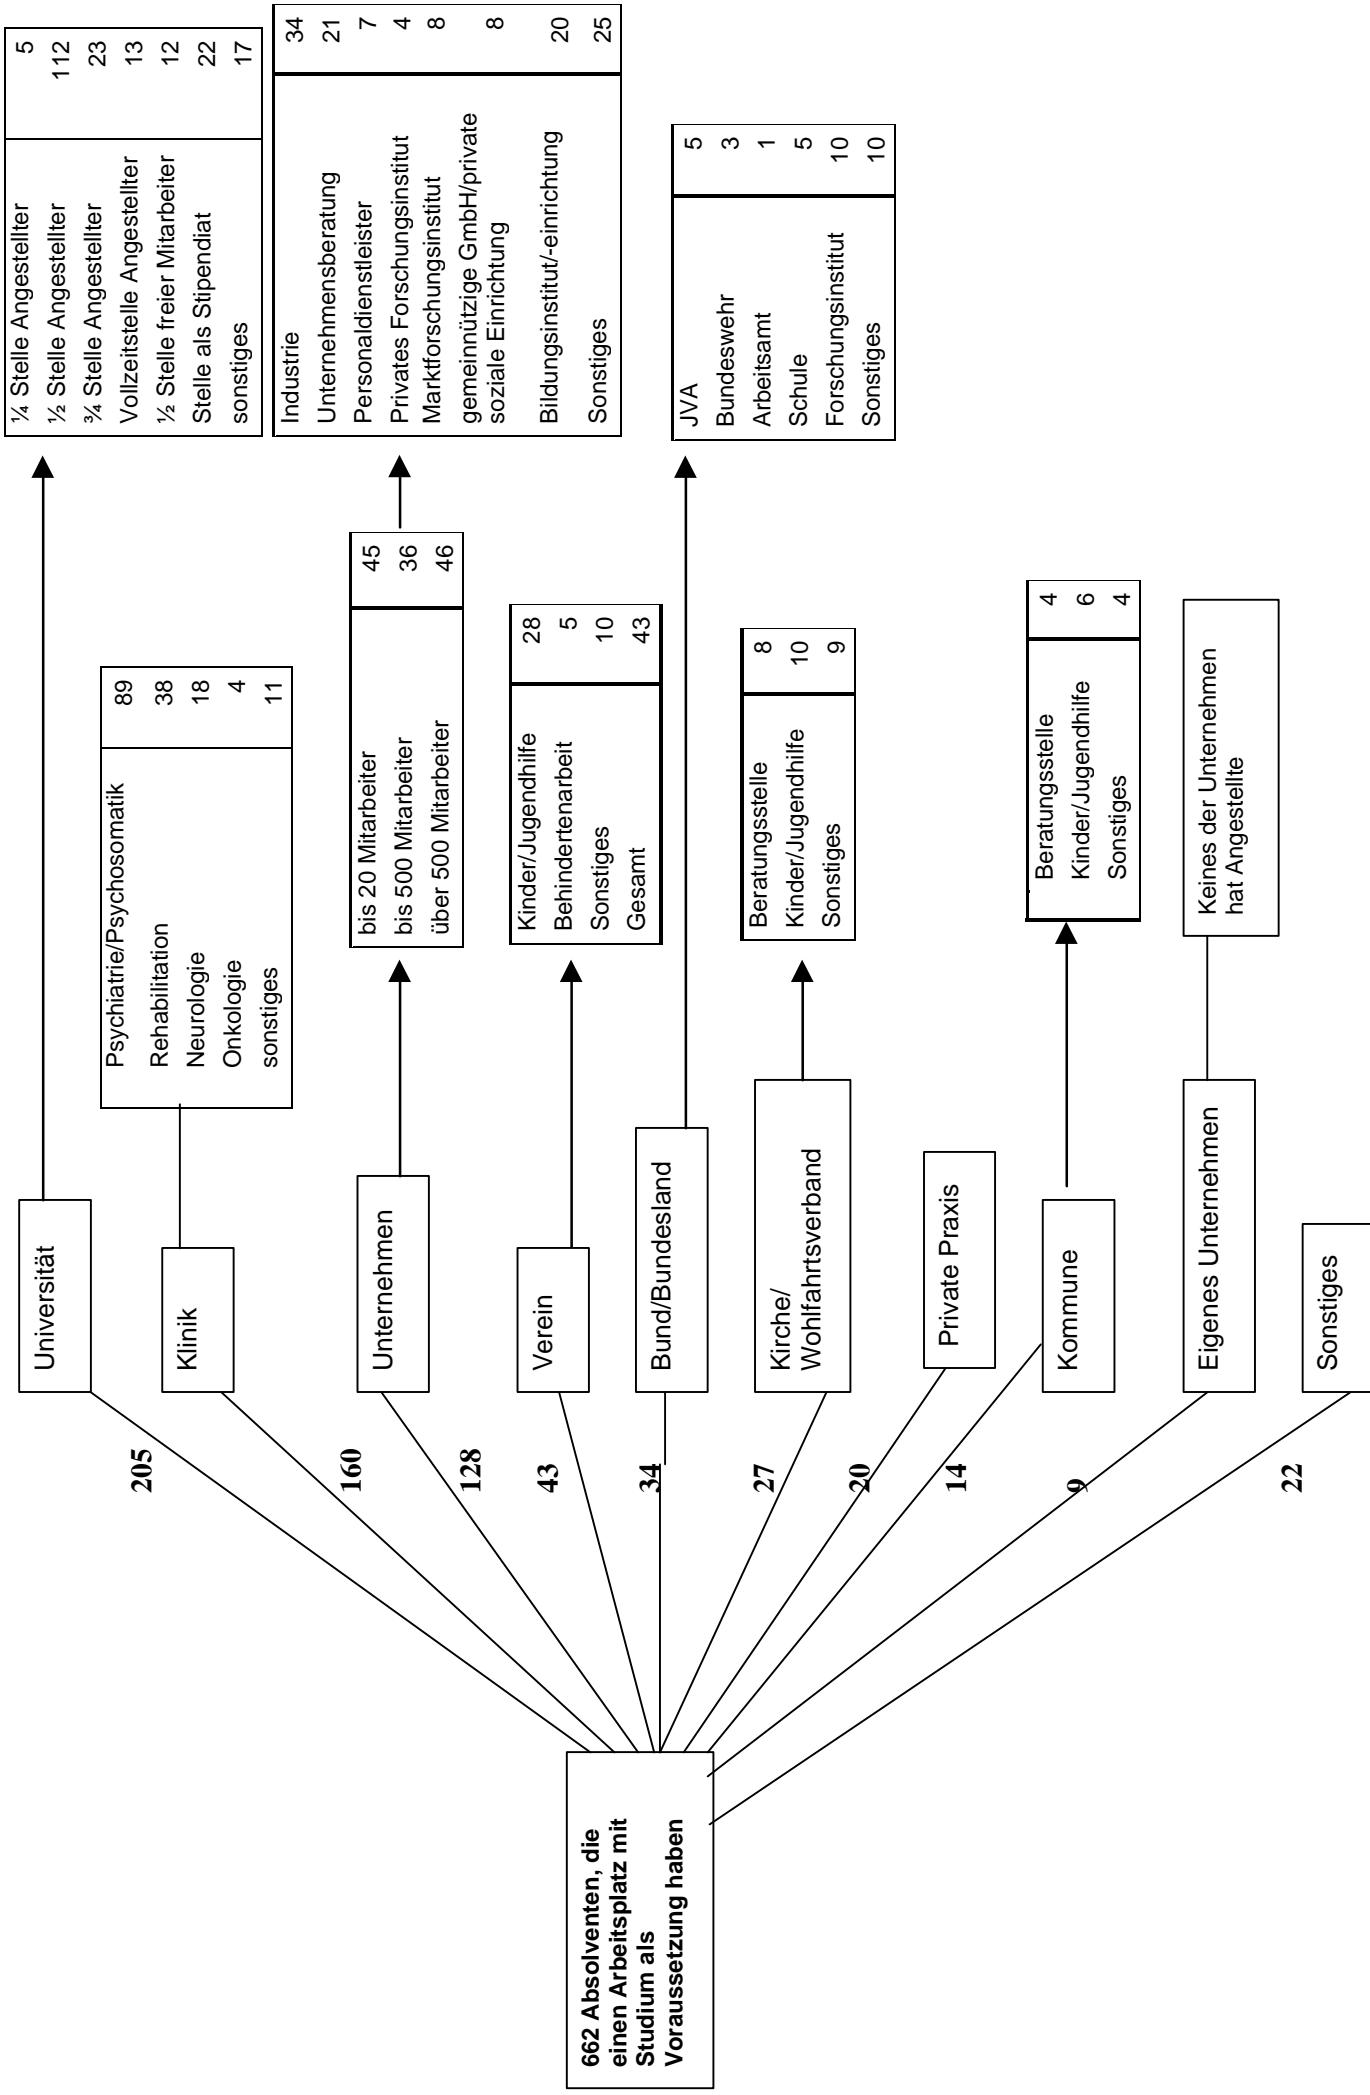 662 Absolventen, die
einen Arbeitsplatz mit
Studium als
Voraussetzung haben
205
160
128
43
34
27
20
14
9
22
Universität
¼ Stelle Angestellter 5
½ Stelle Angestellter 112
¾ Stelle Angestellter 23
Vollzeitstelle Angestellter 13
½ Stelle freier Mitarbeiter 12
Stelle als Stipendiat 22
sonstiges 17
Klinik
Psychiatrie/Psychosomatik 89
Rehabilitation 38
Neurologie 18
Onkologie 4
sonstiges 11
Unternehmen
bis 20 Mitarbeiter 45
bis 500 Mitarbeiter 36
über 500 Mitarbeiter 46
Industrie 34
Unternehmensberatung 21
Personaldienstleister 7
Privates Forschungsinstitut 4
Marktforschungsinstitut 8
gemeinnützige GmbH/private 8
soziale Einrichtung
Bildungsinstitut/-einrichtung 20
Sonstiges 25
Verein
Kinder/Jugendhilfe 28
Behindertenarbeit 5
Sonstiges 10
Gesamt 43
Bund/Bundesland
JVA 5
Bundeswehr 3
Arbeitsamt 1
Schule 5
Forschungsinstitut 10
Sonstiges 10
Kirche/
Wohlfahrtsverband
Beratungsstelle 8
Kinder/Jugendhilfe 10
Sonstiges 9
Private Praxis
Kommune
Beratungsstelle 4
Kinder/Jugendhilfe 6
Sonstiges 4
Eigenes Unternehmen
Keines der Unternehmen
hat Angestellte
Sonstiges